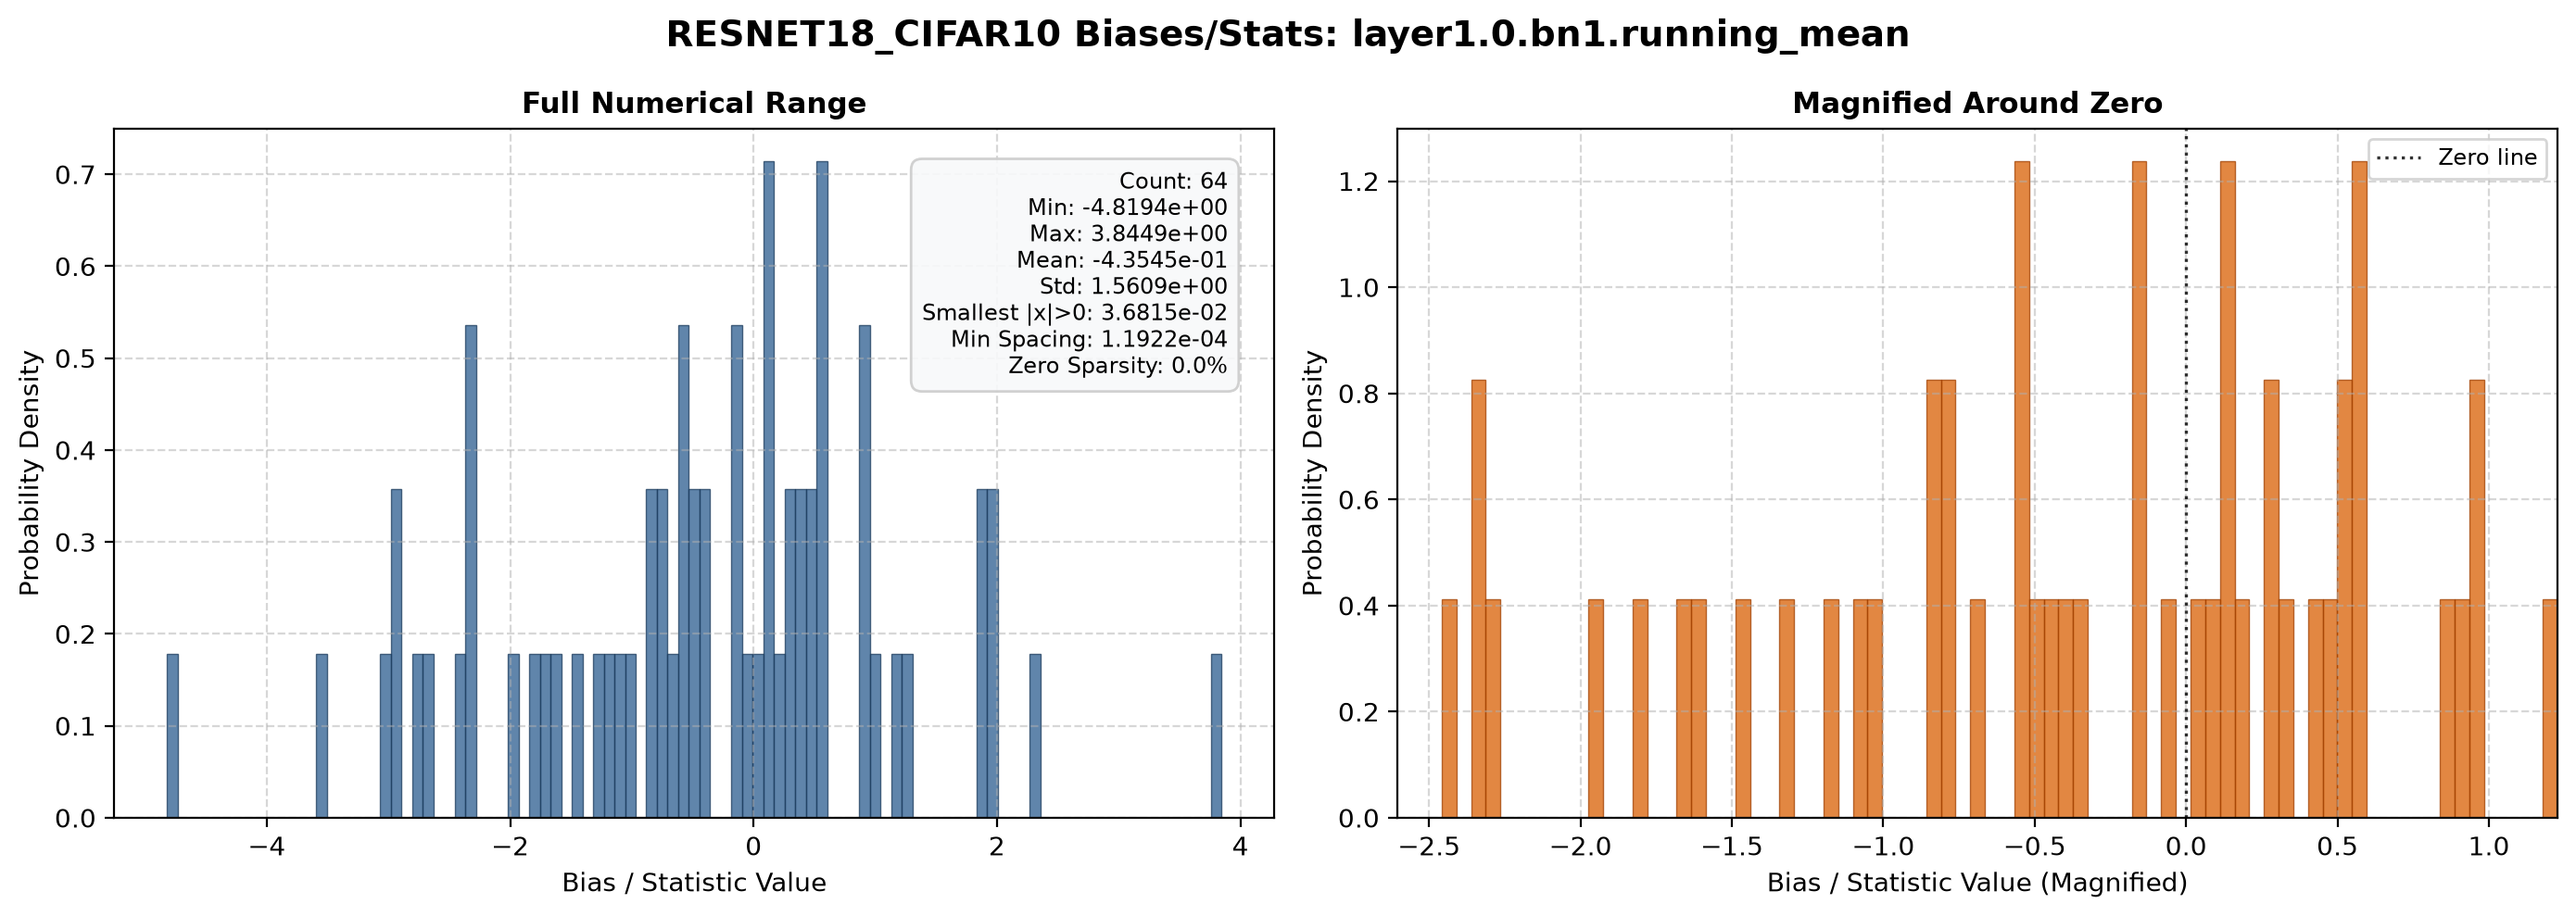 RESNET18_CIFAR10 Biases/Stats: layer1.0.bn1.running_mean
Full Numerical Range
Probability Density
0.7
0.6
0.5
0.4
0.3
0.2
0.1
0.0
Count: 64
Min: -4.8194e+00
Max: 3.8449e+00
Mean: -4.3545e-01
Std: 1.5609e+00
Smallest |x|>0: 3.6815e-02
Min Spacing: 1.1922e-04
Zero Sparsity: 0.0%
−4 −2 0 2 4
Bias / Statistic Value
Magnified Around Zero
Probability Density
1.2
1.0
0.8
0.6
0.4
0.2
0.0
Zero line
−2.5 −2.0 −1.5 −1.0 −0.5 0.0 0.5 1.0
Bias / Statistic Value (Magnified)